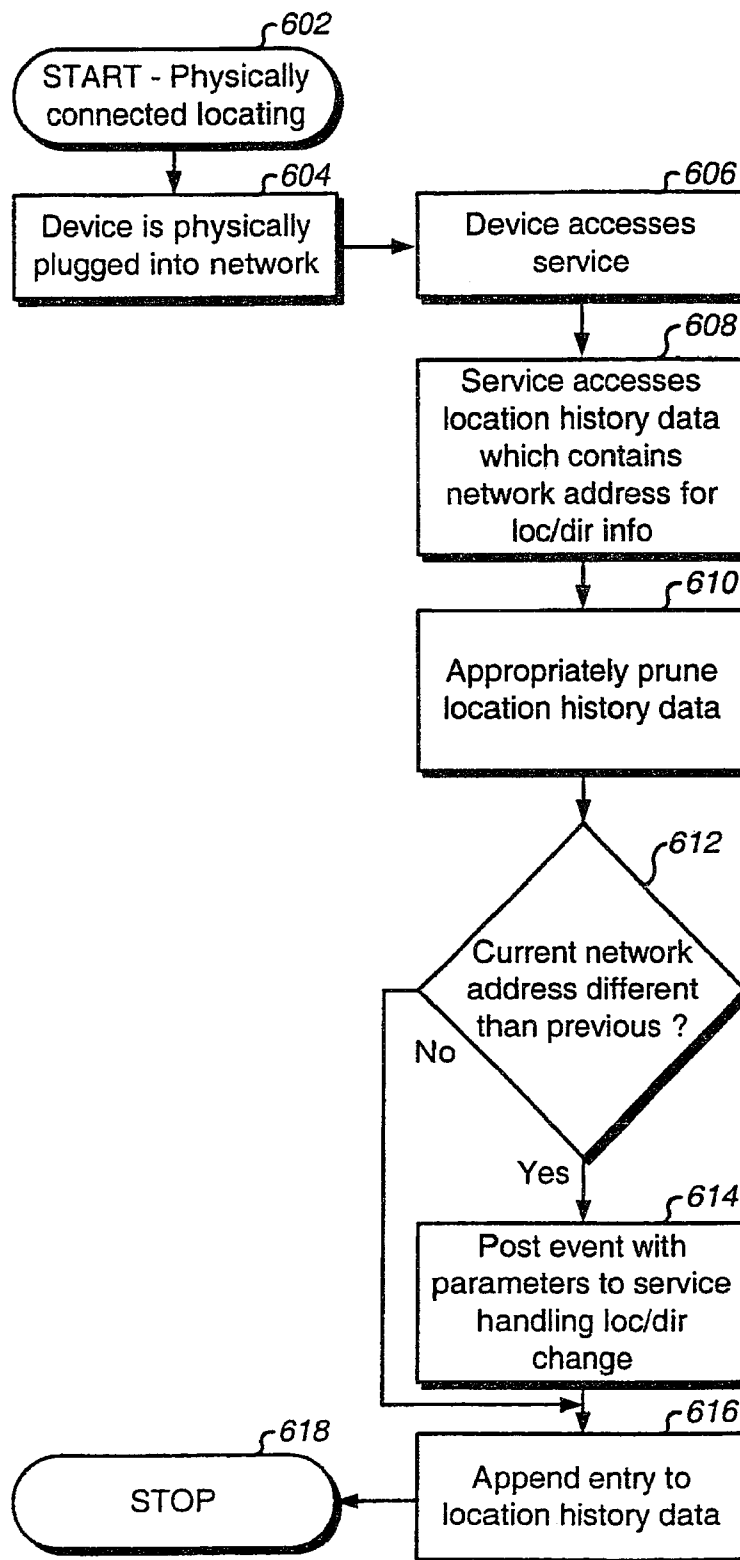 602
START - Physically
connected locating
604
Device is physically
plugged into network
606
Device accesses
service
608
Service accesses
location history data
which contains
network address for
loc/dir info
610
Appropriately prune
location history data
612
Current network
address different
than previous ?
No
Yes
614
Post event with
parameters to service
handling loc/dir
change
616
Append entry to
location history data
618
STOP